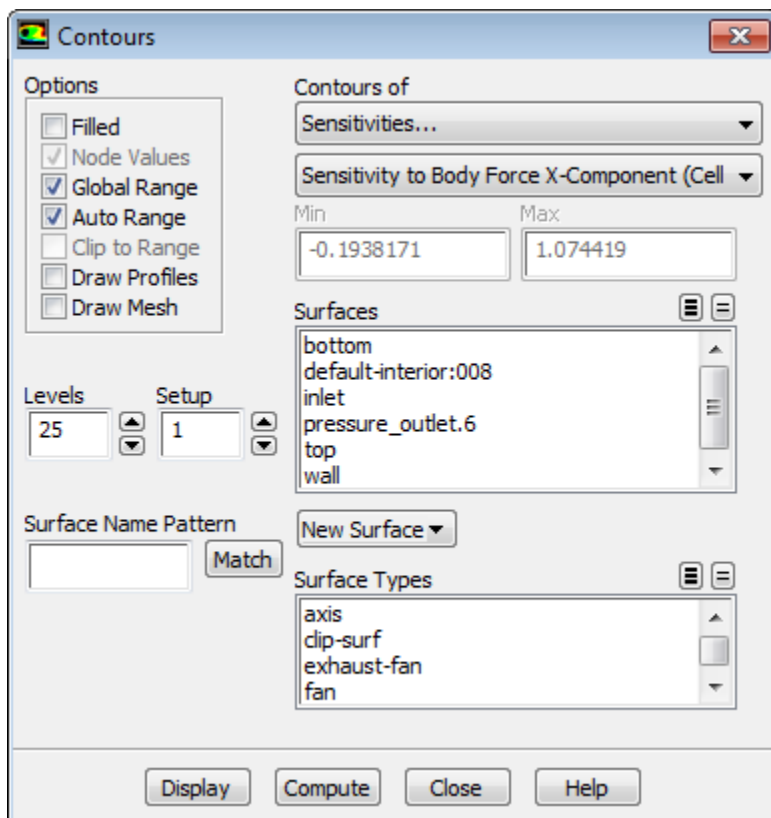 Contours
Options
Filled
Node Values
Global Range
Auto Range
Clip to Range
Draw Profiles
Draw Mesh
Levels
Setup
25
1
Surface Name Pattern
Match
Contours of
Sensitivities...
Sensitivity to Body Force X-Component (Cell
Min
Max
-0.1938171
1.074419
Surfaces
bottom
default-interior:008
inlet
pressure_outlet.6
top
wall
New Surface
Surface Types
axis
clip-surf
exhaust-fan
fan
Display
Compute
Close
Help